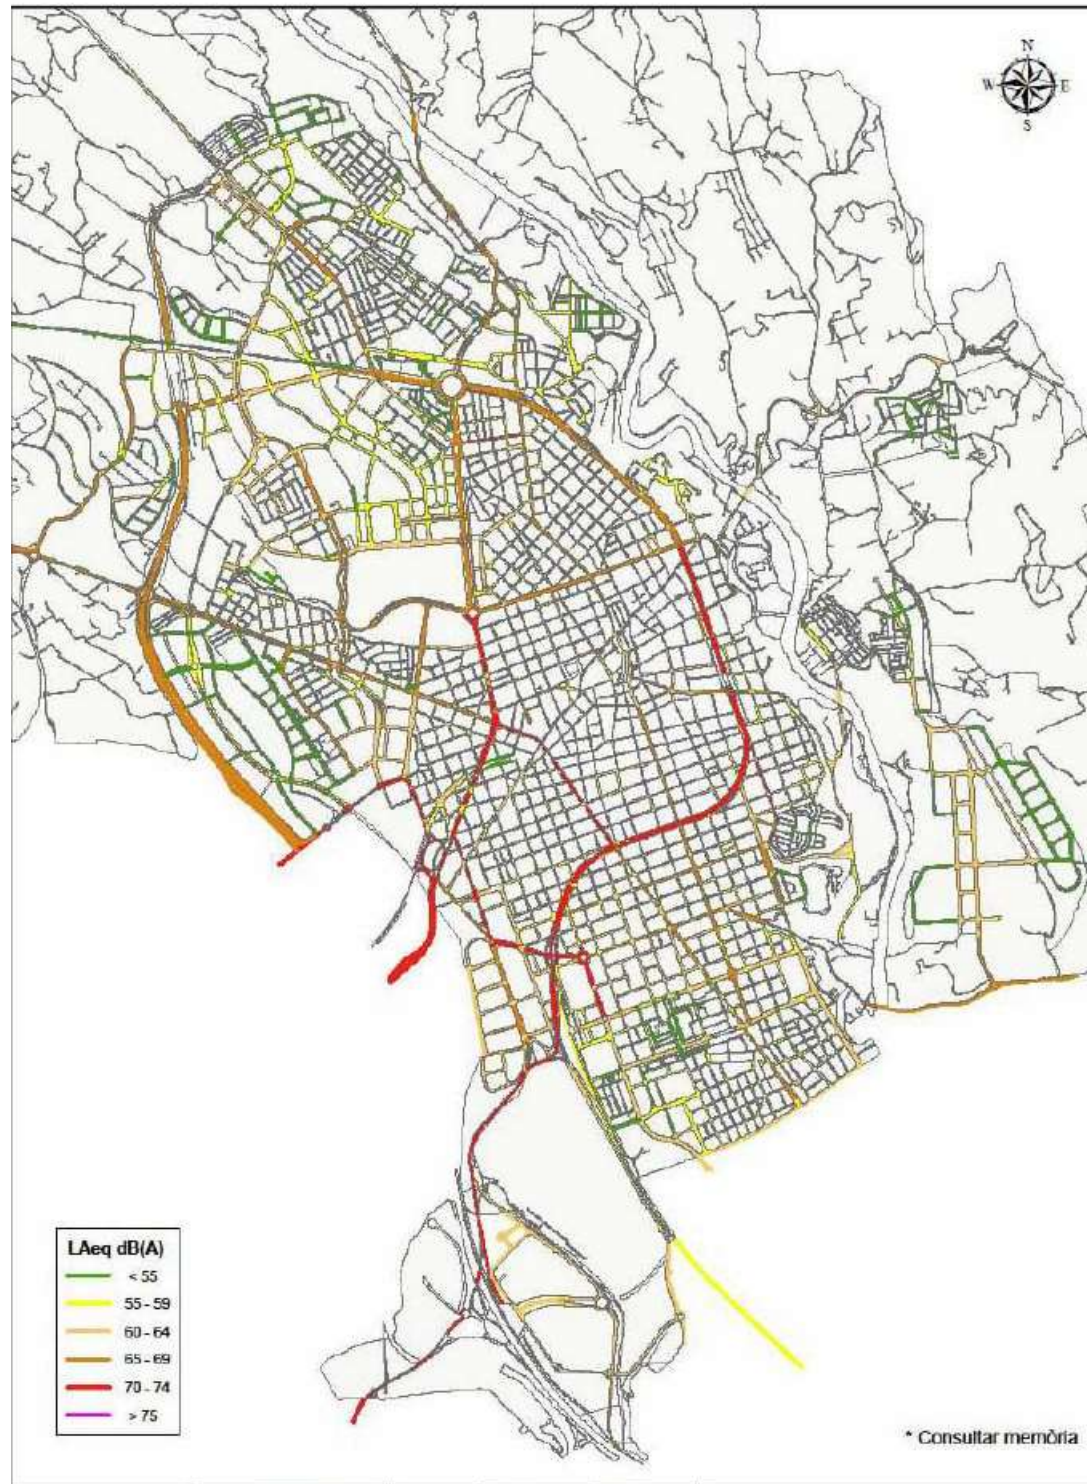 N
W E
S
LAeq dB(A)
< 55
55 - 59
60 - 64
65 - 69
70 - 74
> 75
* Consultar memòria